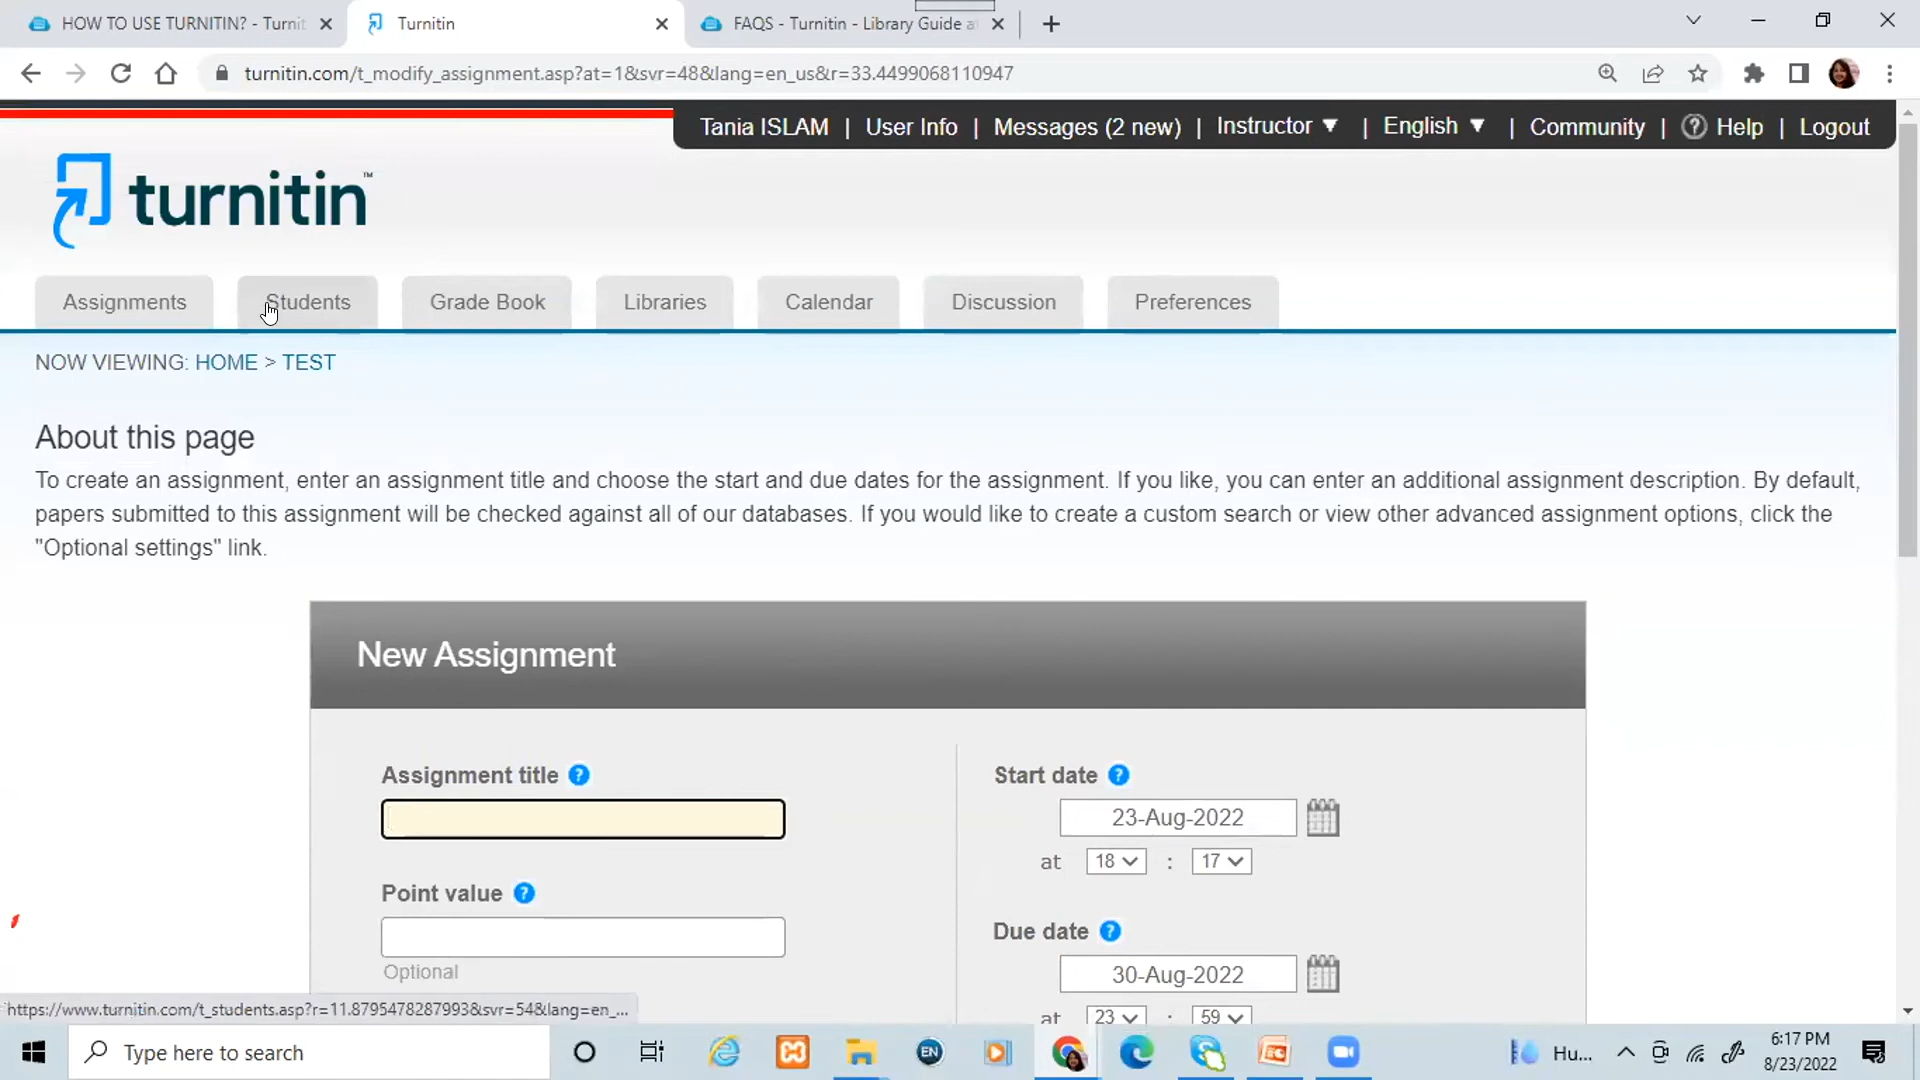 HOW TO USE TURNITIN? - Turnit
Turnitin
FAQS - Turnitin - Library Guide a
turnitin.com/t_modify_assignment.asp?at=1&svr=48&lang=en_us&r=33.4499068110947
Tania ISLAM | User Info | Messages (2 new) | Instructor ▼ | English ▼ | Community | ? Help | Logout
turnitin™
Assignments
Students
Grade Book
Libraries
Calendar
Discussion
Preferences
NOW VIEWING: HOME > TEST
About this page
To create an assignment, enter an assignment title and choose the start and due dates for the assignment. If you like, you can enter an additional assignment description. By default,
papers submitted to this assignment will be checked against all of our databases. If you would like to create a custom search or view other advanced assignment options, click the
"Optional settings" link.
New Assignment
Assignment title ?
Start date ?
23-Aug-2022
at 18 : 17
Point value ?
Optional
Due date ?
30-Aug-2022
at 23 : 59
https://www.turnitin.com/t_students.asp?r=11.8795478287993&svr=54&lang=en_...
Type here to search
EN
Hu...
6:17 PM
8/23/2022